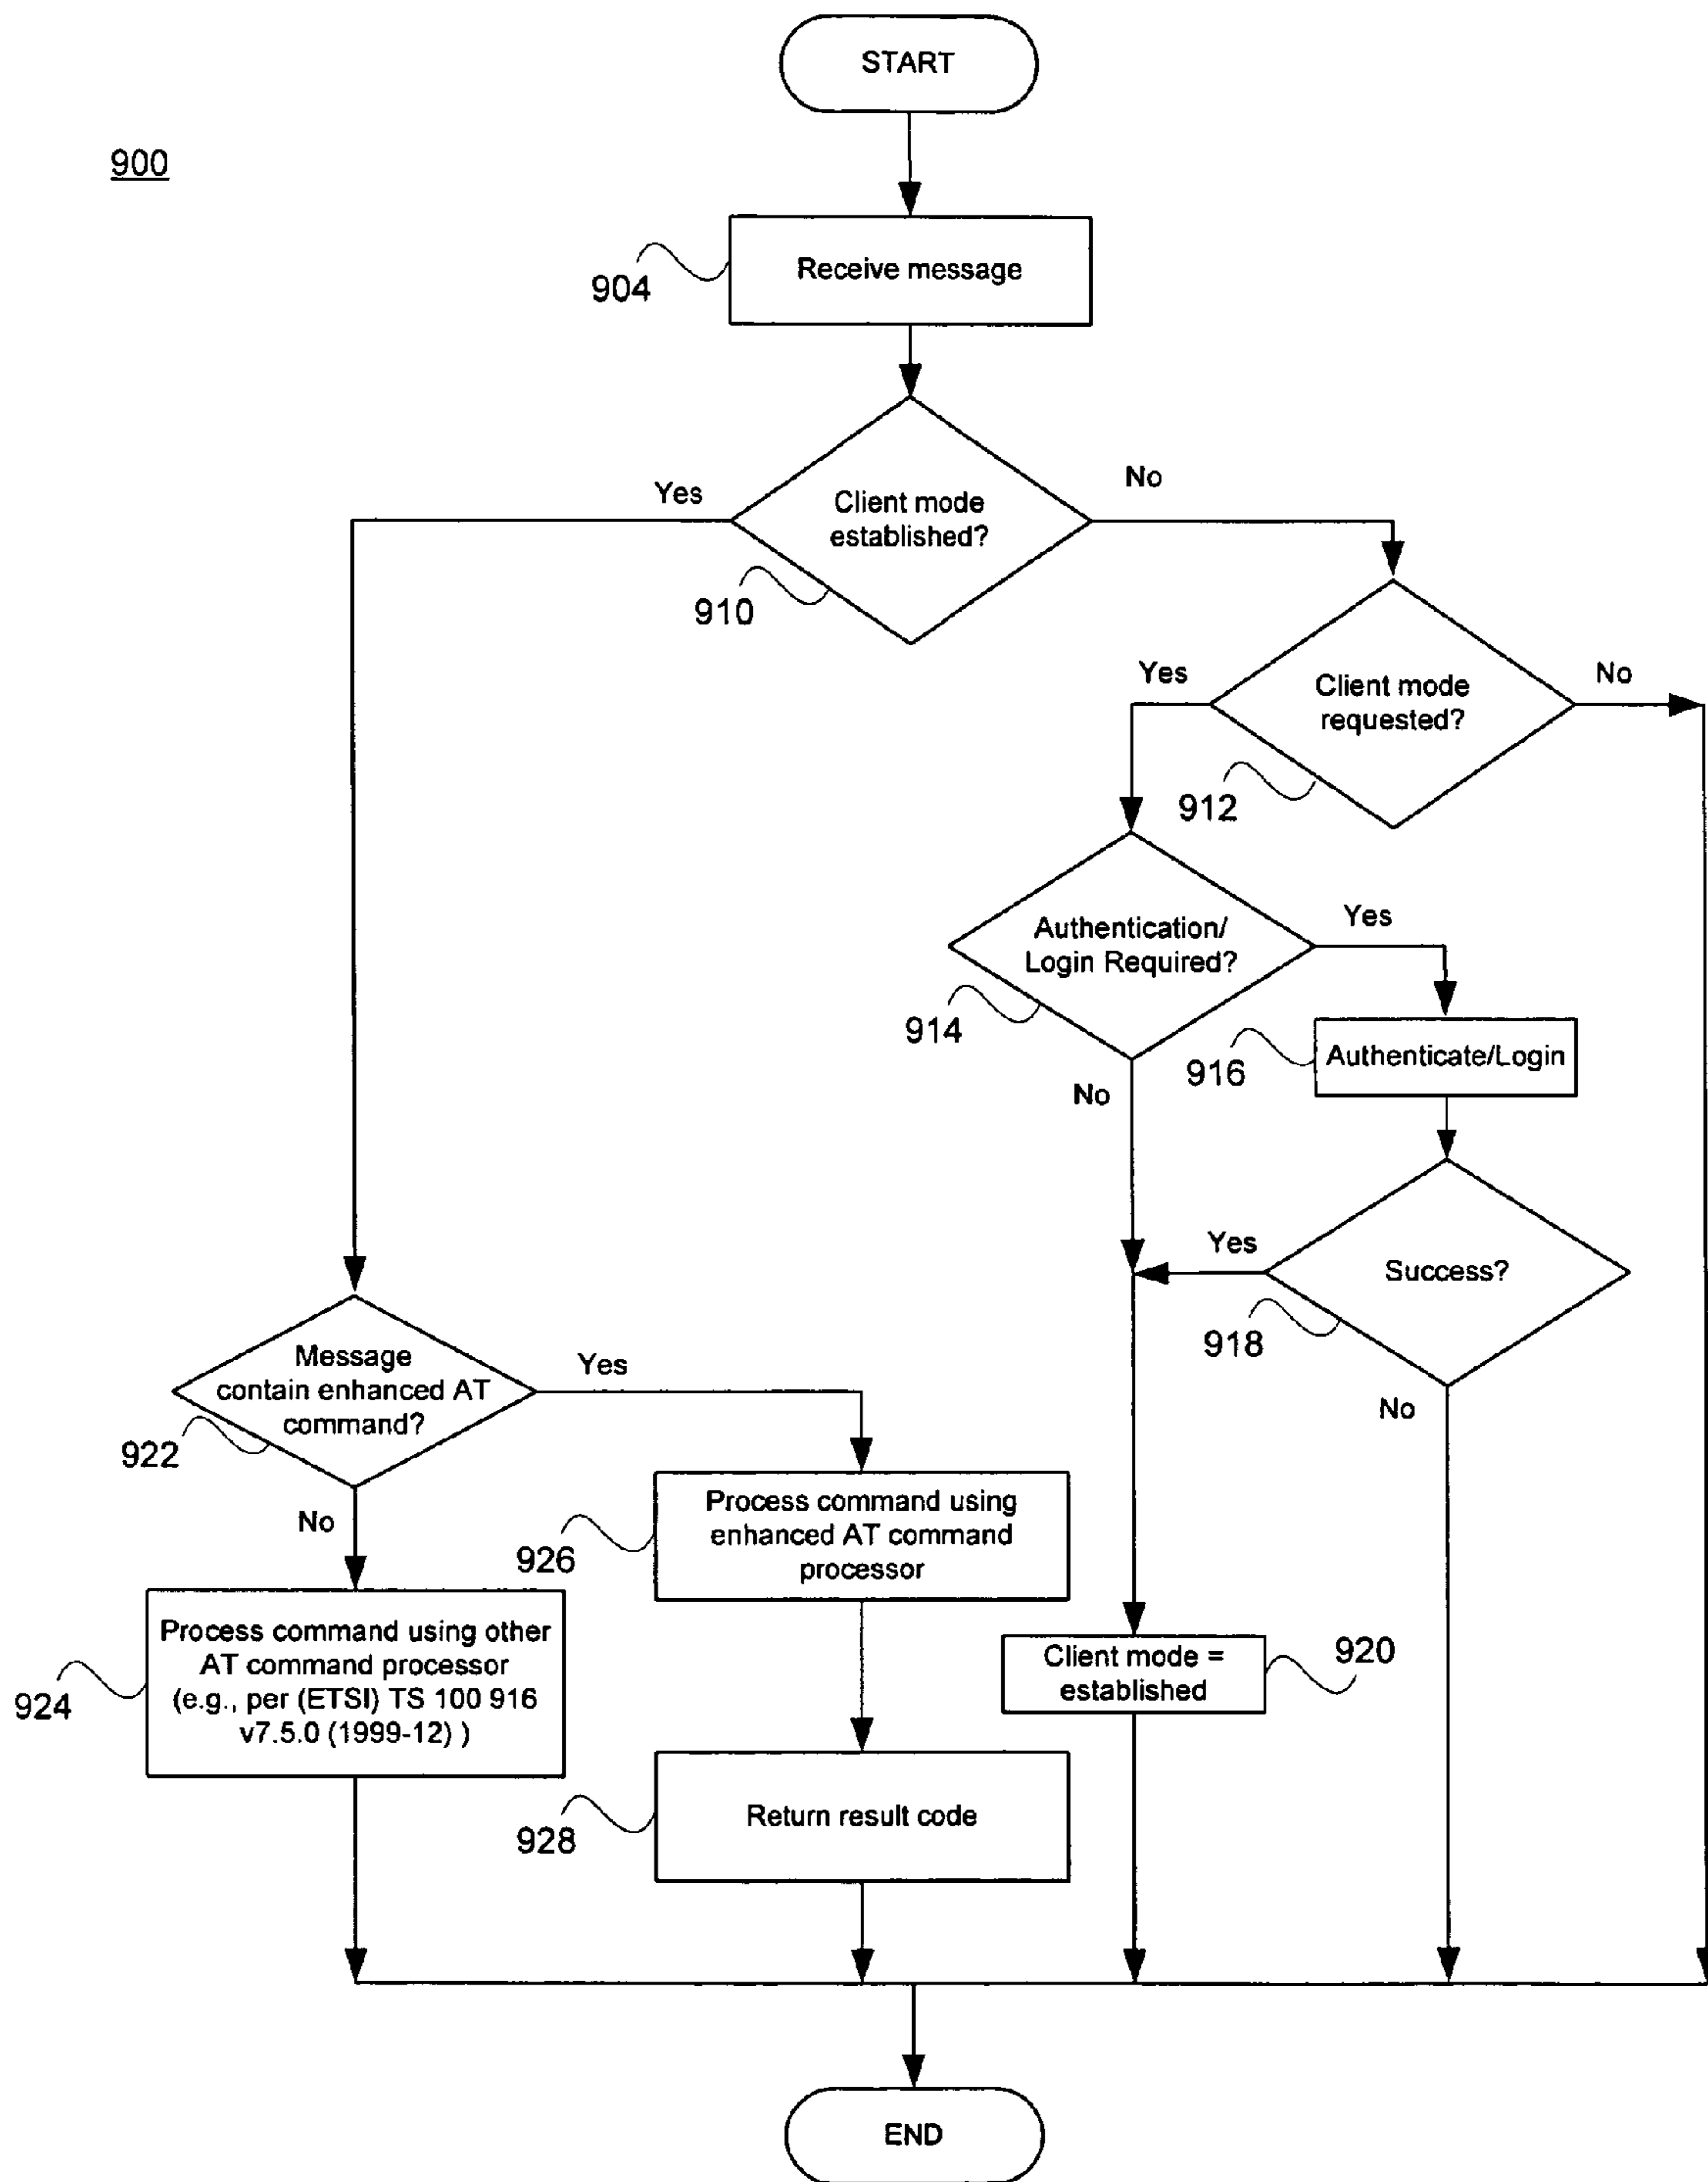 START
900
Receive message
904
Client mode
established?
Yes
No
910
Client mode
requested?
Yes
No
912
Authentication/
Login Required?
Yes
914
No
Authenticate/Login
916
Success?
Yes
918
No
Message
contain enhanced AT
command?
Yes
922
No
Process command using
enhanced AT command
processor
926
Process command using other
AT command processor
(e.g., per (ETSI) TS 100 916
v7.5.0 (1999-12) )
924
Client mode =
established
920
Return result code
928
END